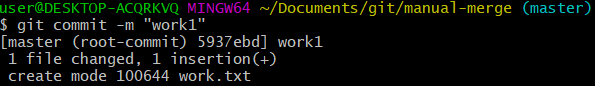 user@DESKTOP-ACQRKVQ MINGW64 ~/Documents/git/manual-merge (master)
$ git commit -m "work1"
[master (root-commit) 5937ebd] work1
 1 file changed, 1 insertion(+)
 create mode 100644 work.txt